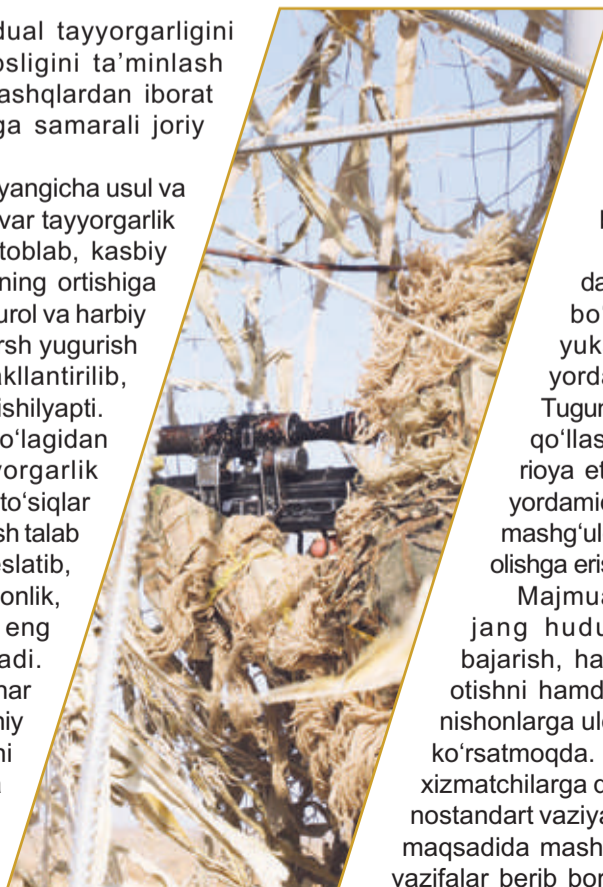 dual tayyorgarligini
osligini ta’minlash
ashqlardan iborat
ga samarali joriy
yangicha usul va
var tayyorgarlik
toblab, kasbiy
ning ortishiga
urol va harbiy
rsh yugurish
akllantirilib,
ishilyapti.
o‘lagidan
yorgarlik
to‘siqlar
sh talab
eslatib,
onlik,
eng
adi.
har
niy
ni
da
bo‘
yuk
yorda
Tugun
qo‘llas
rioya et
yordamid
mashg‘ul
olishga eris
Majmua
jang hudu
bajarish, ha
otishni hamd
nishonlarga ulo
ko‘rsatmoqda.
xizmatchilarga q
nostandart vaziya
maqsadida mash
vazifalar berib bor